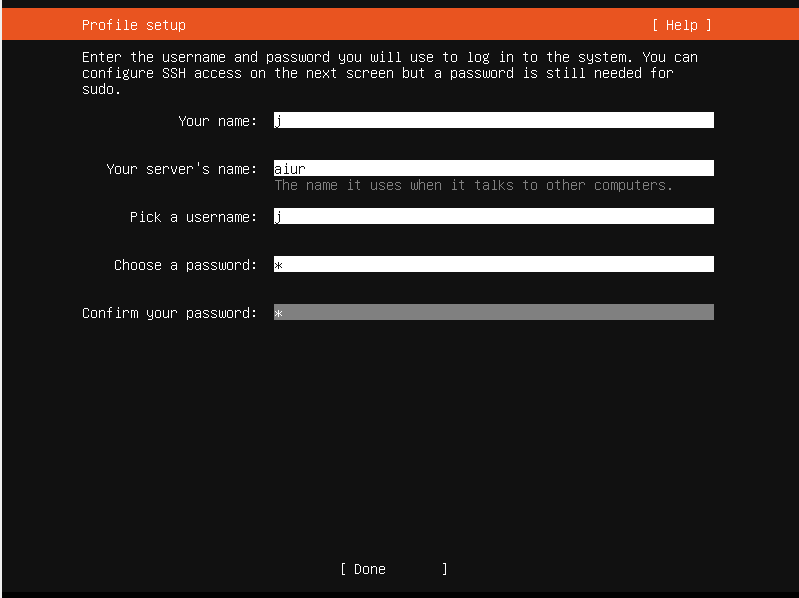 Profile setup [ Help ]
Enter the username and password you will use to log in to the system. You can
configure SSH access on the next screen but a password is still needed for
sudo.
Your name: j
Your server's name: aiur
The name it uses when it talks to other computers.
Pick a username: j
Choose a password: *
Confirm your password: *
[ Done ]